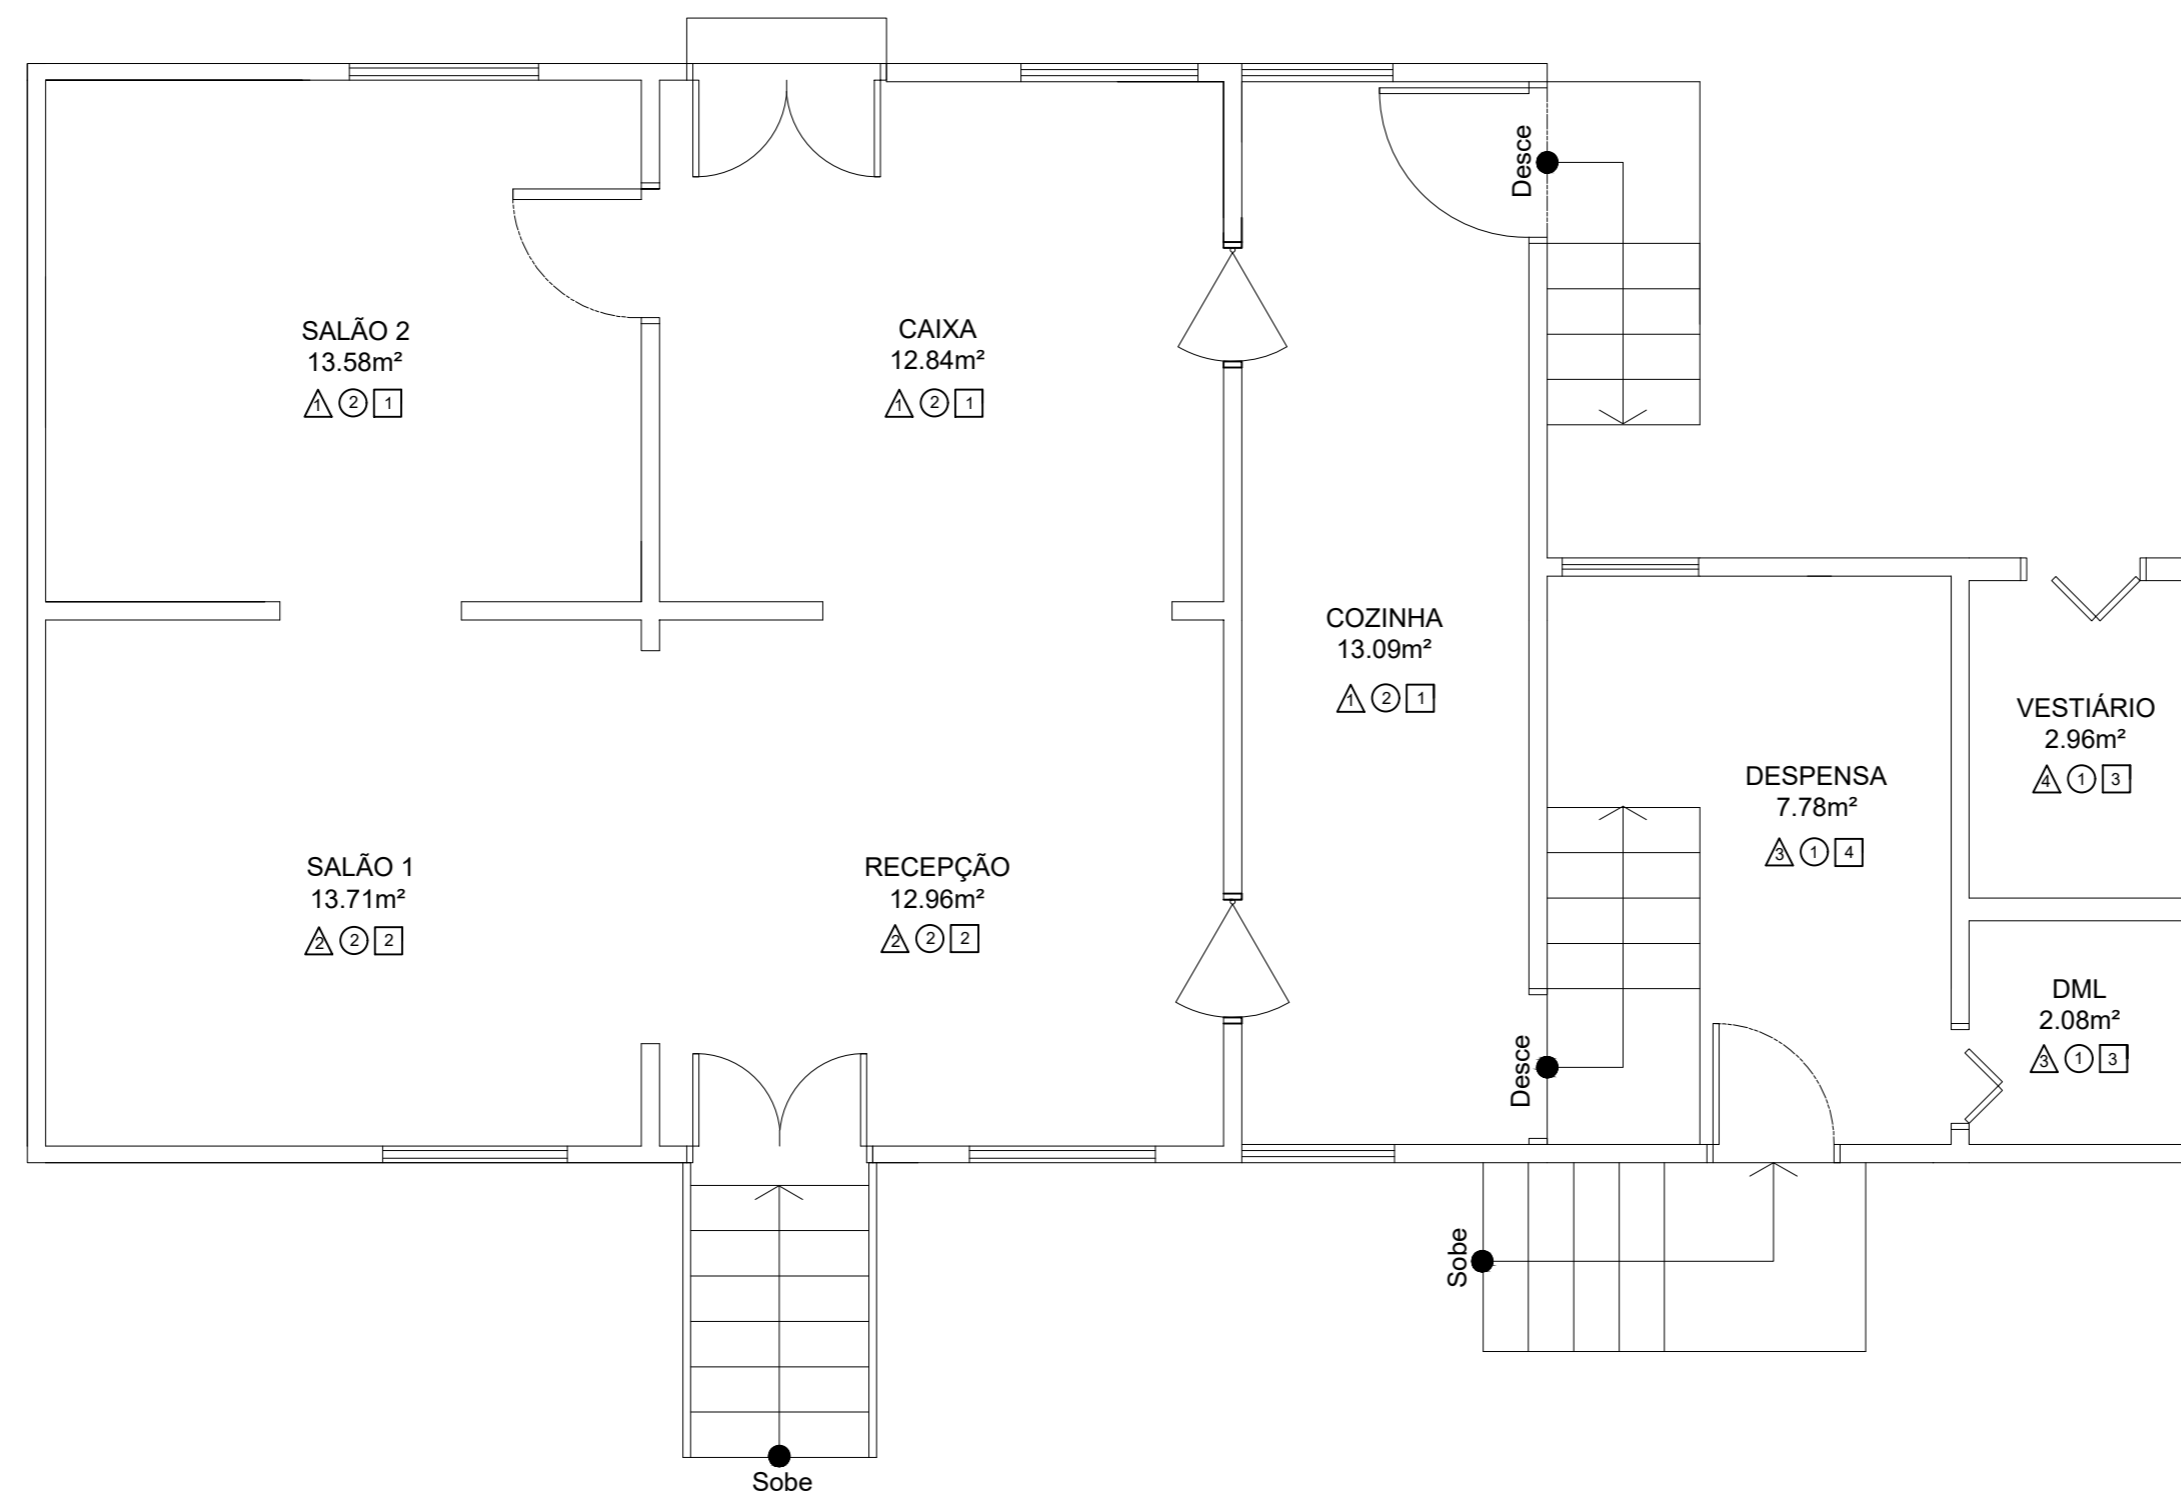 Desce
SALÃO 2
13.58m²
1 2 1
CAIXA
12.84m²
1 2 1
COZINHA
13.09m²
1 2 1
VESTIÁRIO
2.96m²
4 1 3
DESPENSA
7.78m²
3 1 4
SALÃO 1
13.71m²
2 2 2
RECEPÇÃO
12.96m²
2 2 2
DML
2.08m²
3 1 3
Desce
Sobe
Sobe